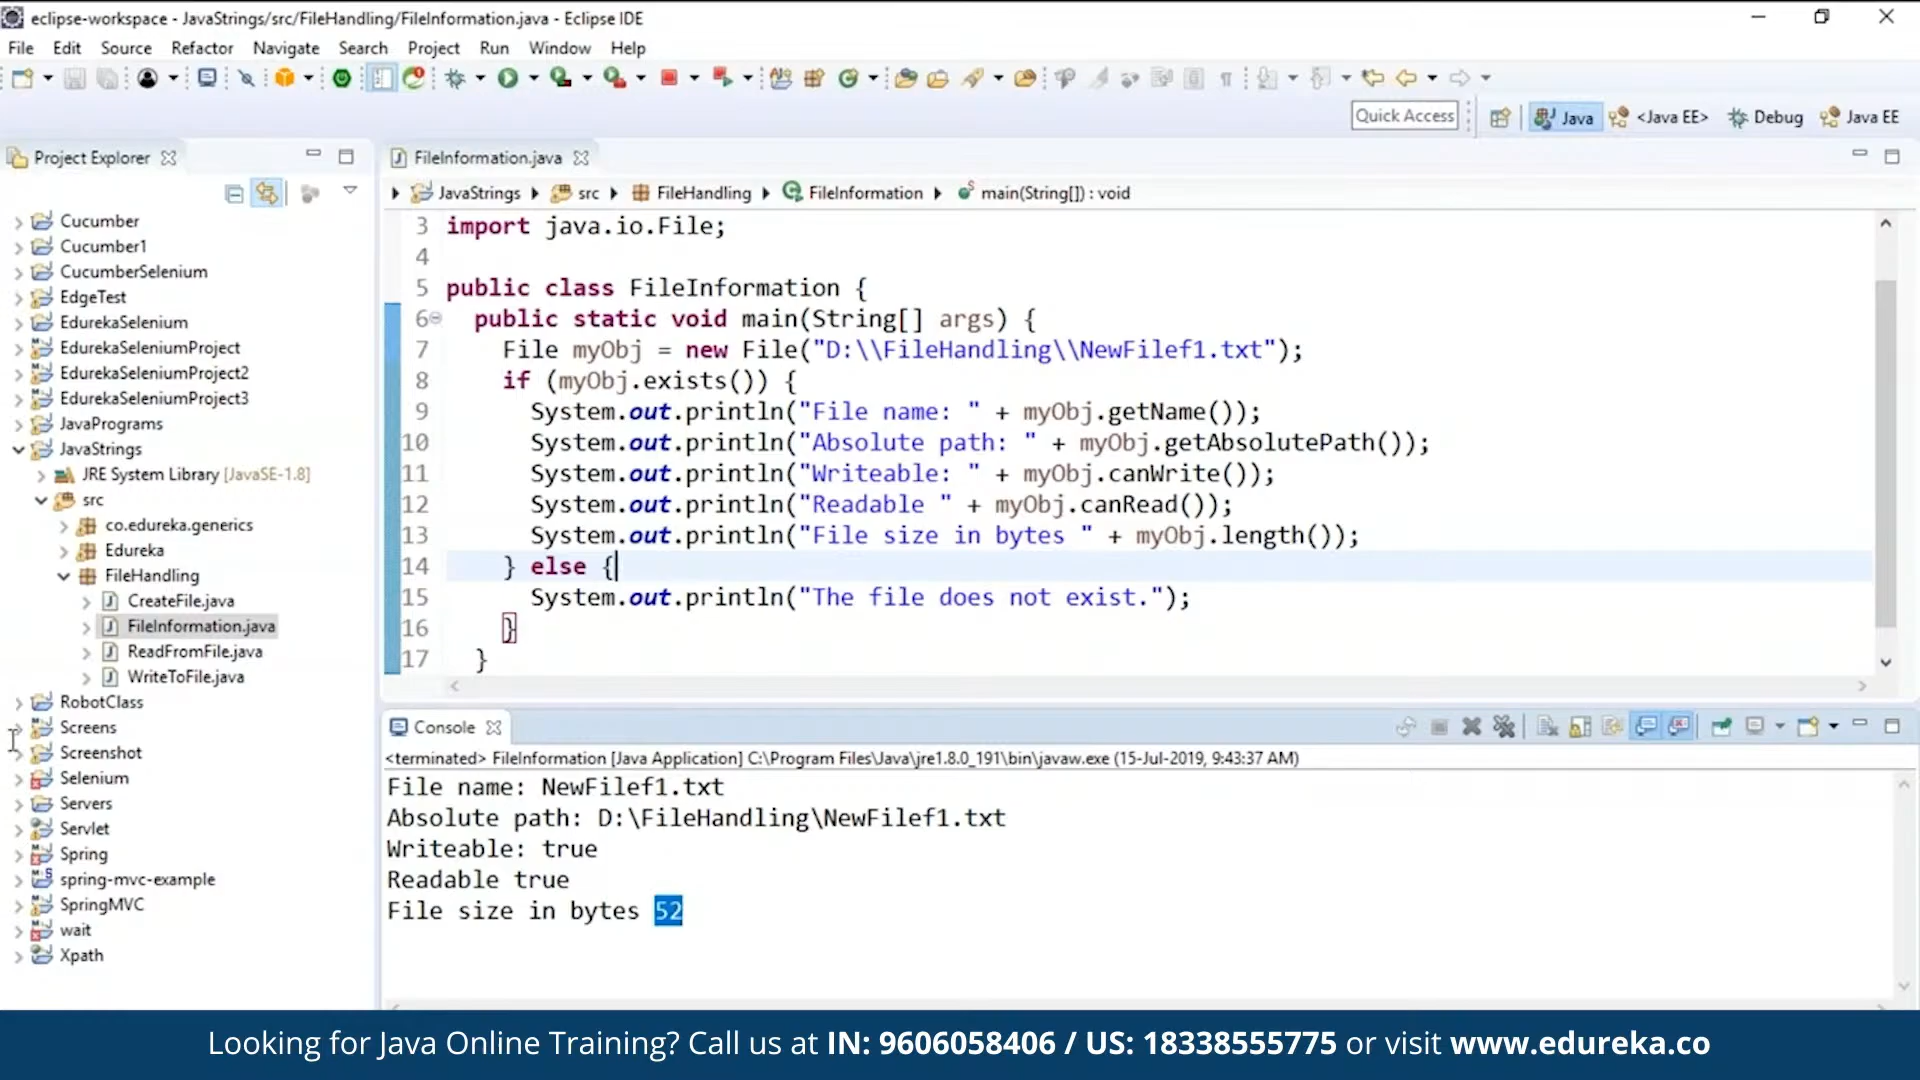 eclipse-workspace - JavaStrings/src/FileHandling/FileInformation.java - Eclipse IDE
File Edit Source Refactor Navigate Search Project Run Window Help
Quick Access
Java
<Java EE>
Debug
Java EE
Project Explorer
Cucumber
Cucumber1
CucumberSelenium
EdgeTest
EdurekaSelenium
EdurekaSeleniumProject
EdurekaSeleniumProject2
EdurekaSeleniumProject3
JavaPrograms
JavaStrings
JRE System Library [JavaSE-1.8]
src
co.edureka.generics
Edureka
FileHandling
CreateFile.java
FileInformation.java
ReadFromFile.java
WriteToFile.java
RobotClass
Screens
Screenshot
Selenium
Servers
Servlet
Spring
spring-mvc-example
SpringMVC
wait
Xpath
FileInformation.java
JavaStrings src FileHandling FileInformation main(String[]) : void
3 import java.io.File;
4
5 public class FileInformation {
6 public static void main(String[] args) {
7 File myObj = new File("D:\\FileHandling\\NewFilef1.txt");
8 if (myObj.exists()) {
9 System.out.println("File name: " + myObj.getName());
10 System.out.println("Absolute path: " + myObj.getAbsolutePath());
11 System.out.println("Writeable: " + myObj.canWrite());
12 System.out.println("Readable " + myObj.canRead());
13 System.out.println("File size in bytes " + myObj.length());
14 } else {
15 System.out.println("The file does not exist.");
16 }
17 }
Console
<terminated> FileInformation [Java Application] C:\Program Files\Java\jre1.8.0_191\bin\javaw.exe (15-Jul-2019, 9:43:37 AM)
File name: NewFilef1.txt
Absolute path: D:\FileHandling\NewFilef1.txt
Writeable: true
Readable true
File size in bytes 52
Looking for Java Online Training? Call us at IN: 9606058406 / US: 18338555775 or visit www.edureka.co